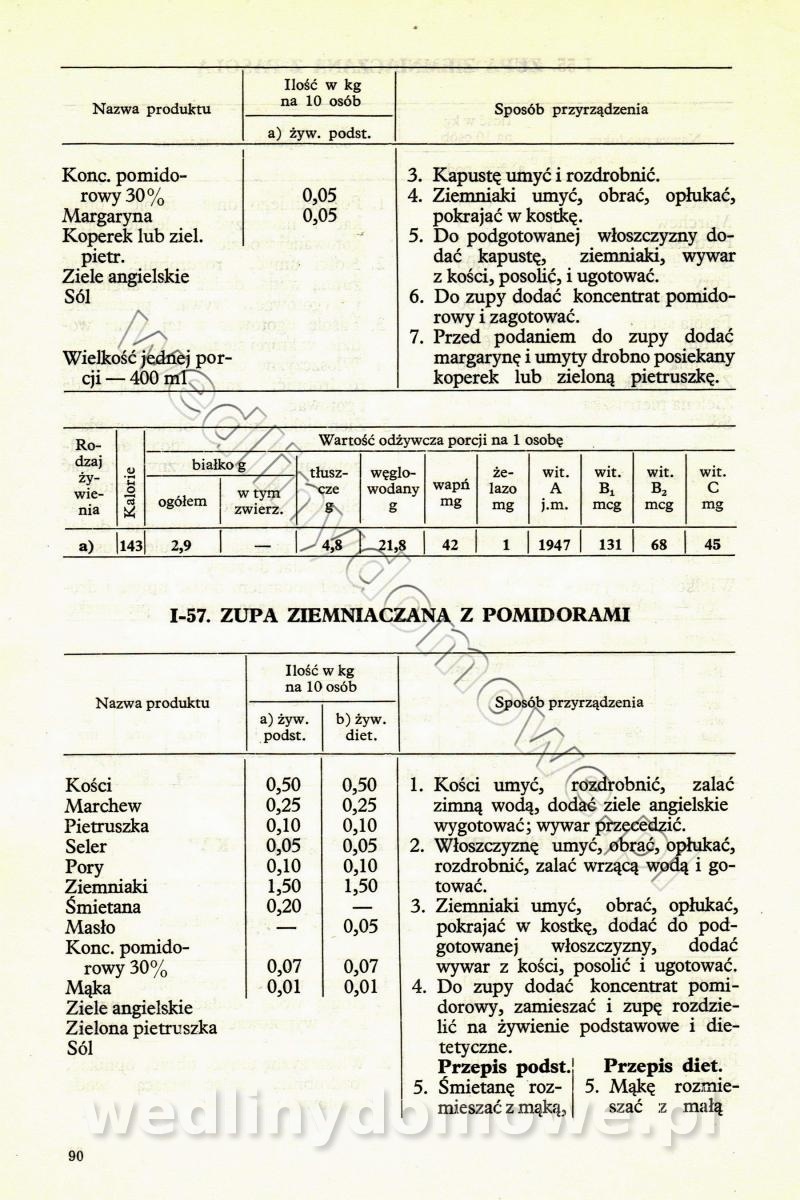 Nazwa produktu
Ilość w kg
na 10 osób
a) żyw. podst.
Sposób przyrządzenia
Konc. pomido-
rowy 30% 0,05
Margaryna 0,05
Koperek lub ziel.
pietr.
Ziele angielskie
Sól
Wielkość jednej por-
cji — 400 ml
3. Kapustę umyć i rozdrobnić.
4. Ziemniaki umyć, obrać, opłukać,
pokrajać w kostkę.
5. Do podgotowanej włoszczyzny do-
dać kapustę, ziemniaki, wywar
z kości, posolić, i ugotować.
6. Do zupy dodać koncentrat pomido-
rowy i zagotować.
7. Przed podaniem do zupy dodać
margarynę i umyty drobno posiekany
koperek lub zieloną pietruszkę.
Ro-
dzaj
ży-
wie-
nia
Kalorie
Wartość odżywcza porcji na 1 osobę
białko g
ogółem
w tym
zwierz.
tłusz-
cze
g
węglo-
wodany
g
wapń
mg
że-
lazo
mg
wit.
A
j.m.
wit.
B₁
mcg
wit.
B₂
mcg
wit.
C
mg
a) 143 2,9 — 4,8 21,8 42 1 1947 131 68 45
I-57. ZUPA ZIEMNIACZANA Z POMIDORAMI
Nazwa produktu
Ilość w kg
na 10 osób
a) żyw.
podst.
b) żyw.
diet.
Sposób przyrządzenia
Kości 0,50 0,50
Marchew 0,25 0,25
Pietruszka 0,10 0,10
Seler 0,05 0,05
Pory 0,10 0,10
Ziemniaki 1,50 1,50
Śmietana 0,20 —
Masło — 0,05
Konc. pomido-
rowy 30% 0,07 0,07
Mąka 0,01 0,01
Ziele angielskie
Zielona pietruszka
Sól
1. Kości umyć, rozdrobnić, zalać
zimną wodą, dodać ziele angielskie
wygotować; wywar przecedzić.
2. Włoszczyznę umyć, obrać, opłukać,
rozdrobnić, zalać wrzącą wodą i go-
tować.
3. Ziemniaki umyć, obrać, opłukać,
pokrajać w kostkę, dodać do pod-
gotowanej włoszczyzny, dodać
wywar z kości, posolić i ugotować.
4. Do zupy dodać koncentrat pomi-
dorowy, zamieszać i zupę rozdzie-
lić na żywienie podstawowe i die-
tetyczne.
Przepis podst.
5. Śmietanę roz-
mieszać z mąką,
Przepis diet.
5. Mąkę rozmie-
szać z małą
90
wedlinydomowe.pl
wedlinydomowe.pl